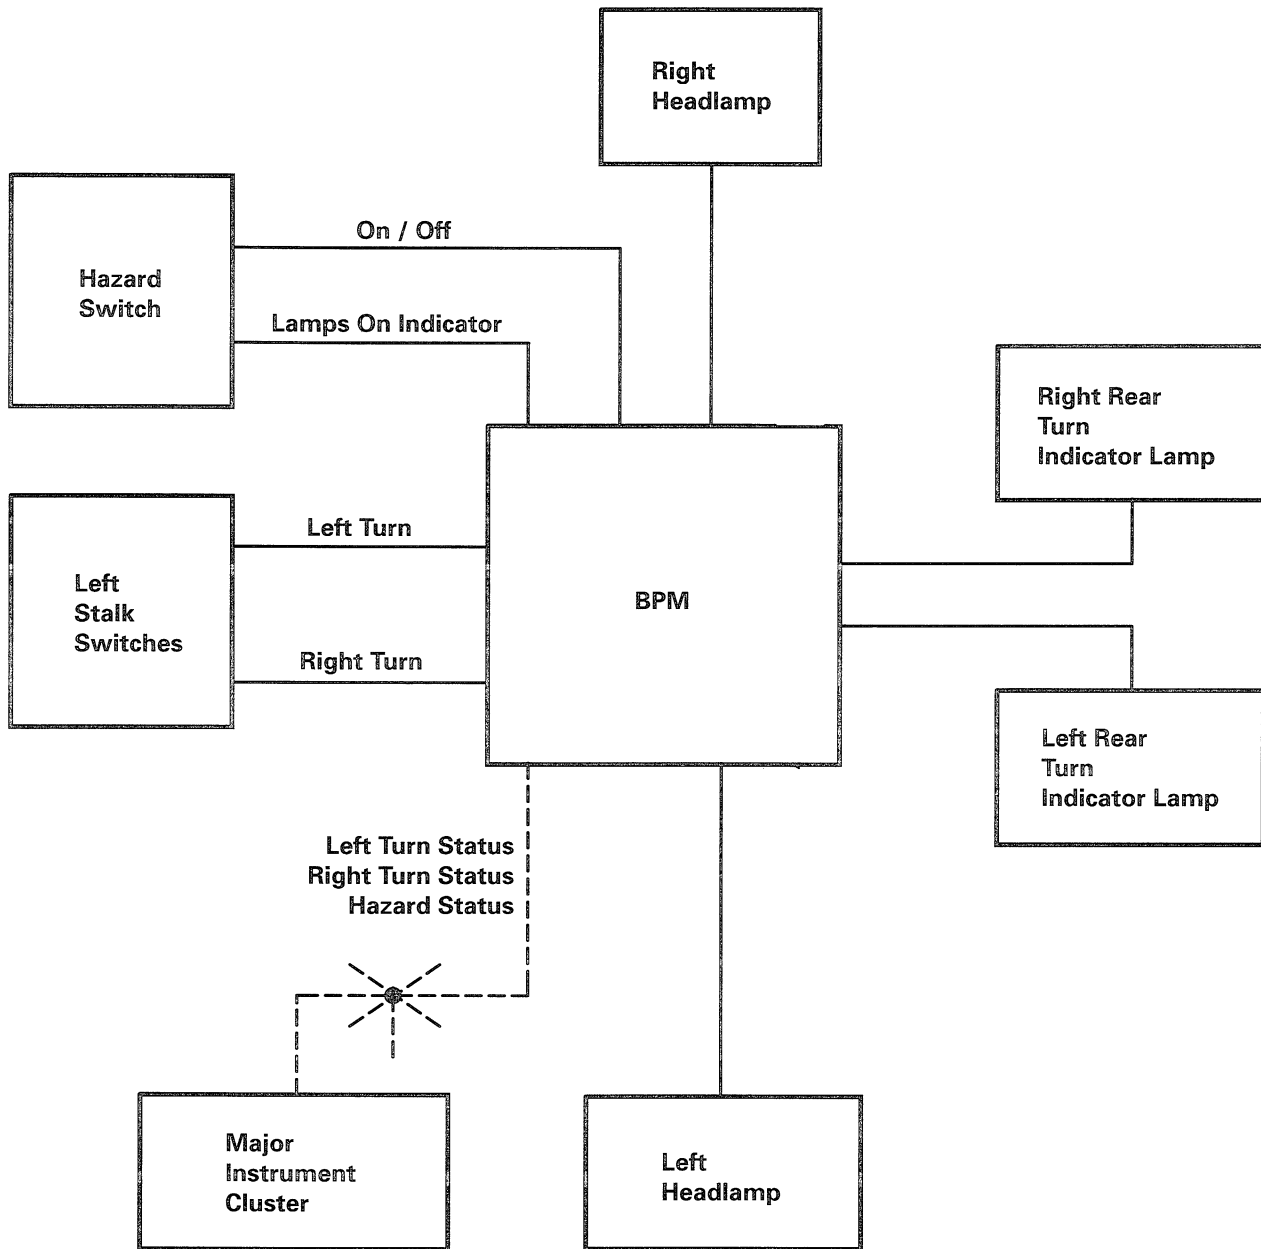 Right
Headlamp
On / Off
Hazard
Switch
Lamps On Indicator
Right Rear
Turn
Indicator Lamp
Left Turn
Left
Stalk
Switches
BPM
Right Turn
Left Rear
Turn
Indicator Lamp
Left Turn Status
Right Turn Status
Hazard Status
Major
Instrument
Cluster
Left
Headlamp